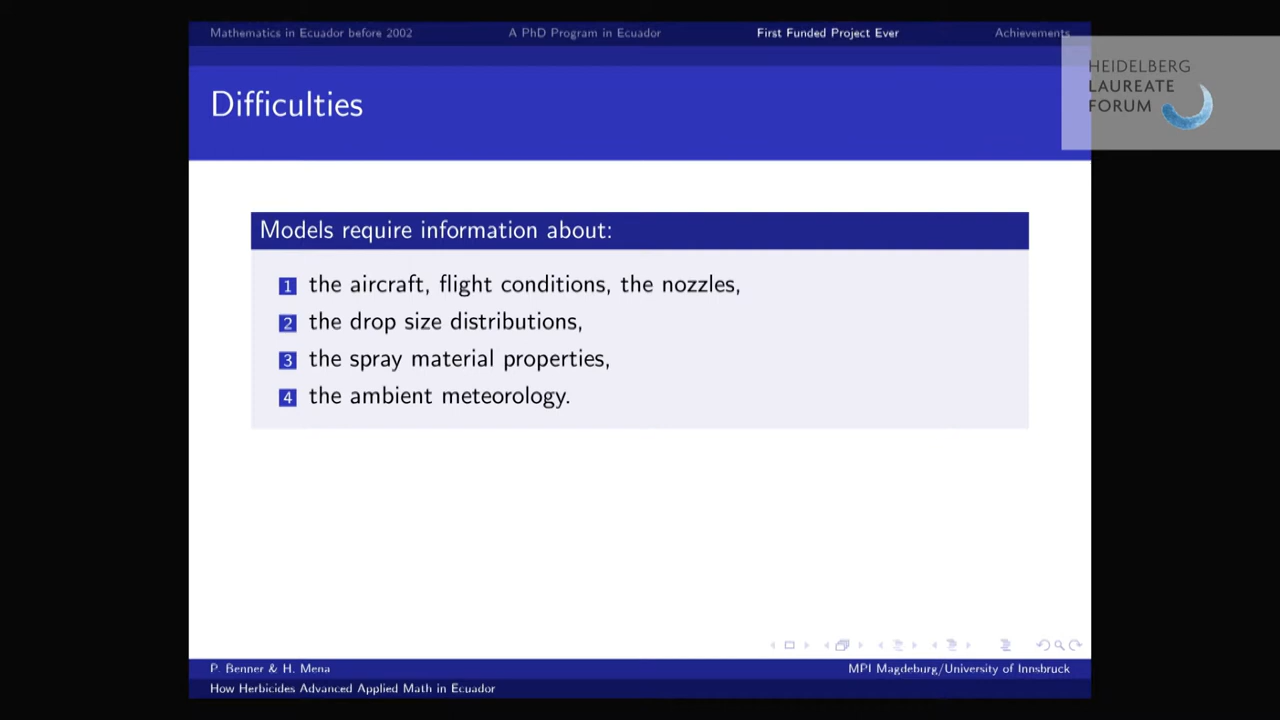 Mathematics in Ecuador before 2002 A PhD Program in Ecuador First Funded Project Ever Achievements
HEIDELBERG
LAUREATE
FORUM
Difficulties
Models require information about:
1 the aircraft, flight conditions, the nozzles,
2 the drop size distributions,
3 the spray material properties,
4 the ambient meteorology.
P. Benner & H. Mena MPI Magdeburg/University of Innsbruck
How Herbicides Advanced Applied Math in Ecuador